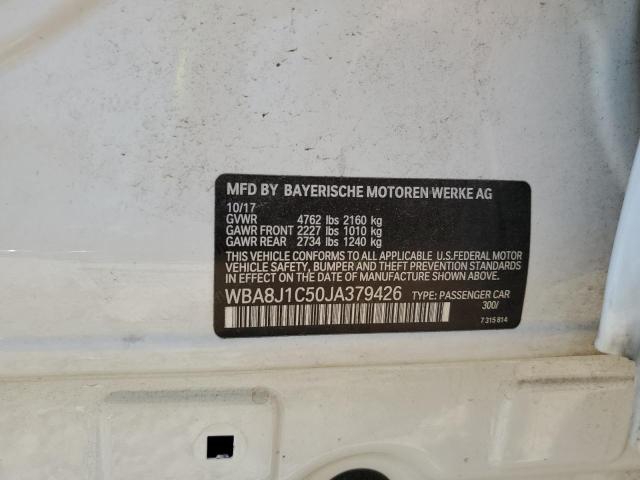 MFD BY BAYERISCHE MOTOREN WERKE AG
10/17
GVWR 4762 lbs 2160 kg
GAWR FRONT 2227 lbs 1010 kg
GAWR REAR 2734 lbs 1240 kg
THIS VEHICLE CONFORMS TO ALL APPLICABLE U.S.FEDERAL MOTOR
VEHICLE SAFETY, BUMPER AND THEFT PREVENTION STANDARDS
IN EFFECT ON THE DATE OF MANUFACTURE SHOWN ABOVE.
WBA8J1C50JA379426 TYPE: PASSENGER CAR
300/
7 315 814